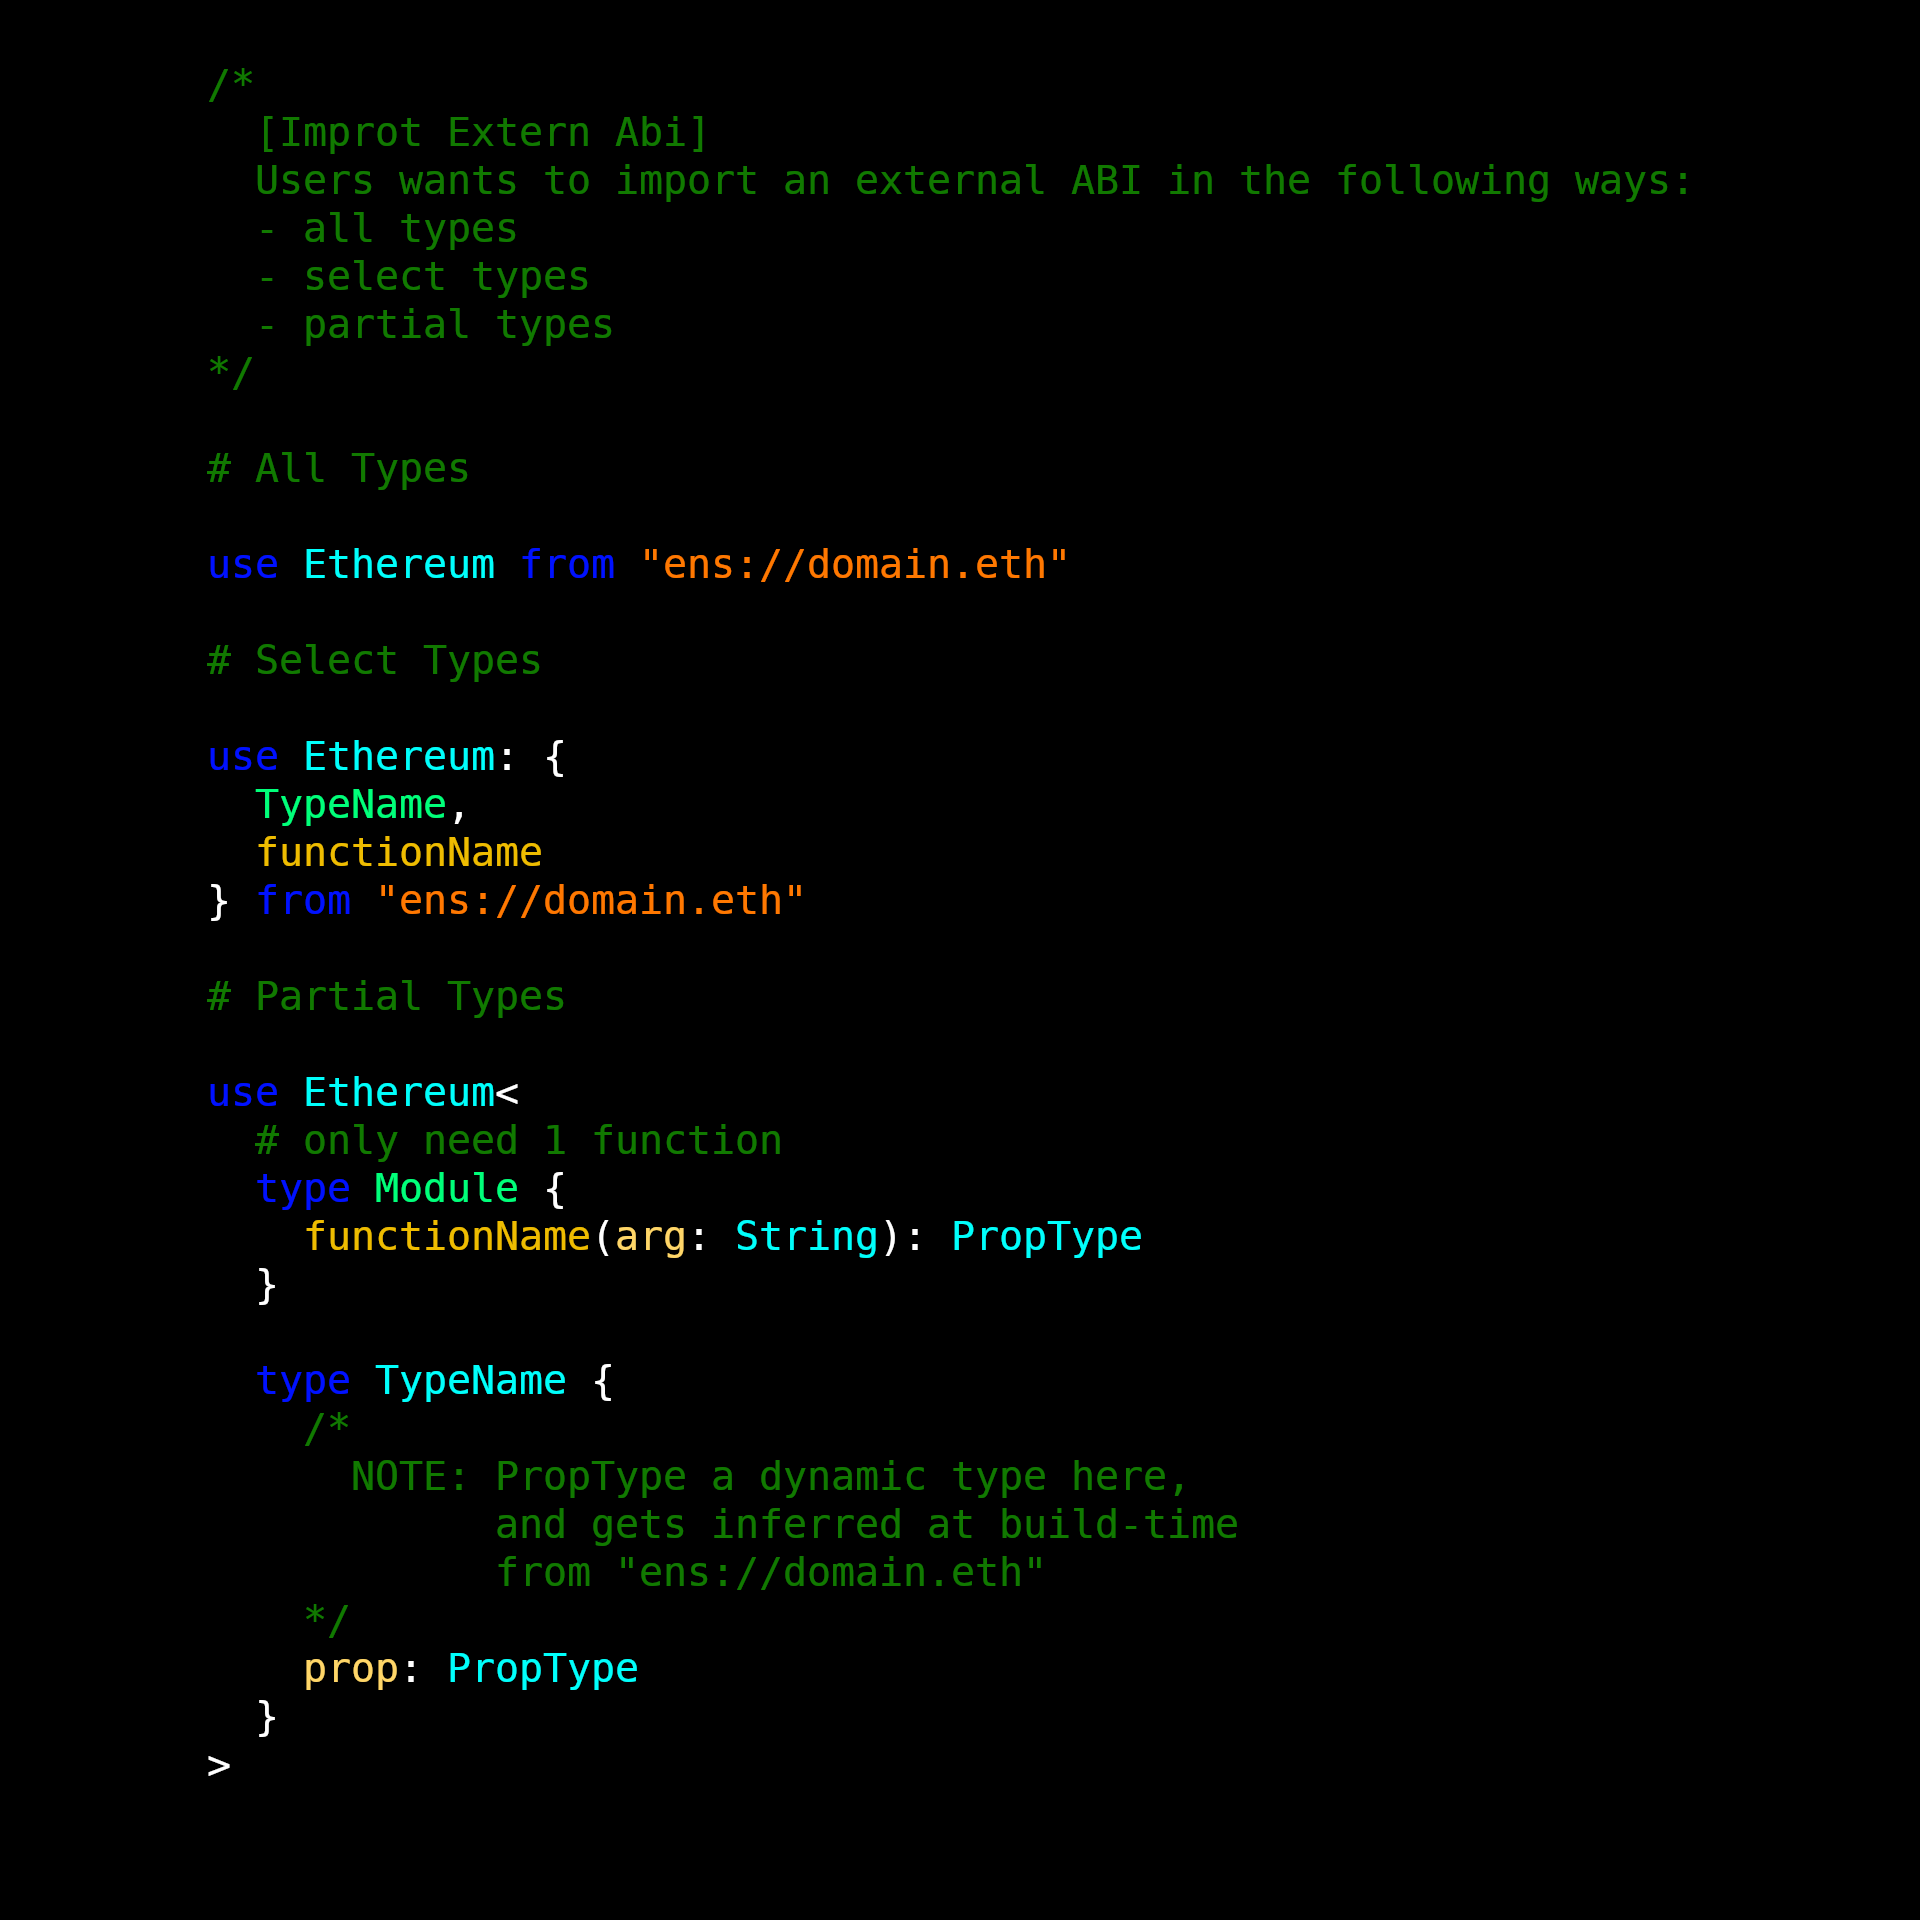 /*
  [Improt Extern Abi]
  Users wants to import an external ABI in the following ways:
  - all types
  - select types
  - partial types
*/

# All Types

use Ethereum from "ens://domain.eth"

# Select Types

use Ethereum: {
  TypeName,
  functionName
} from "ens://domain.eth"

# Partial Types

use Ethereum<
  # only need 1 function
  type Module {
    functionName(arg: String): PropType
  }

  type TypeName {
    /*
      NOTE: PropType a dynamic type here,
            and gets inferred at build-time
            from "ens://domain.eth"
    */
    prop: PropType
  }
>